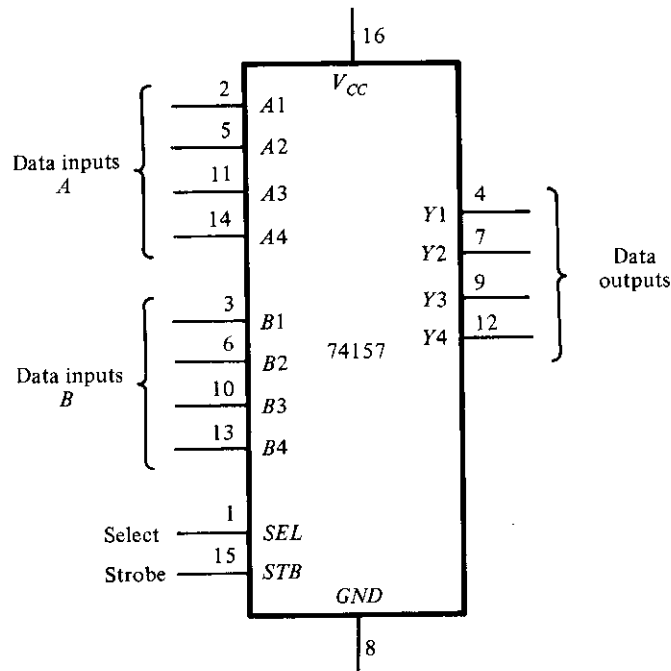 16
V_CC
2
A1
5
A2
11
A3
14
A4
Data inputs
A
3
B1
6
B2
10
B3
13
B4
Data inputs
B
4
Y1
7
Y2
9
Y3
12
Y4
Data
outputs
74157
1
Select
SEL
15
Strobe
STB
GND
8